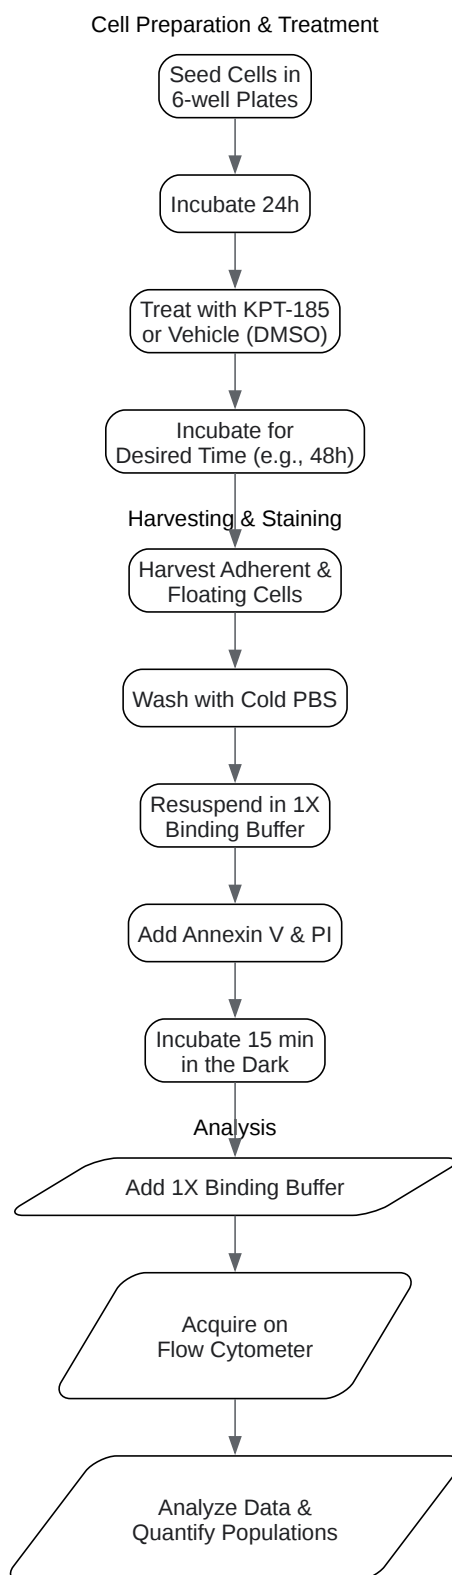 Cell Preparation & Treatment
Seed Cells in
6-well Plates
Incubate 24h
Treat with KPT-185
or Vehicle (DMSO)
Incubate for
Desired Time (e.g., 48h)
Harvesting & Staining
Harvest Adherent &
Floating Cells
Wash with Cold PBS
Resuspend in 1X
Binding Buffer
Add Annexin V & PI
Incubate 15 min
in the Dark
Analysis
Add 1X Binding Buffer
Acquire on
Flow Cytometer
Analyze Data &
Quantify Populations